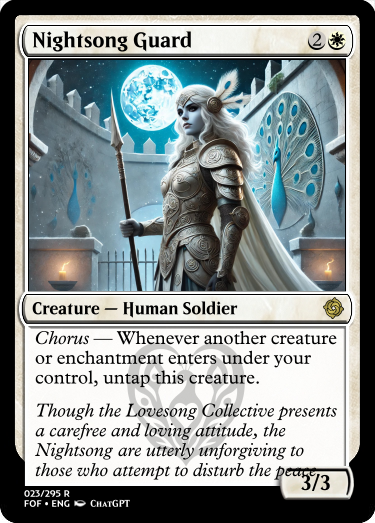 Nightsong Guard 2
Creature — Human Soldier
Chorus — Whenever another creature
or enchantment enters under your
control, untap this creature.
Though the Lovesong Collective presents
a carefree and loving attitude, the
Nightsong are utterly unforgiving to
those who attempt to disturb the peace.
3/3
023/295 R
FOF • ENG ChatGPT